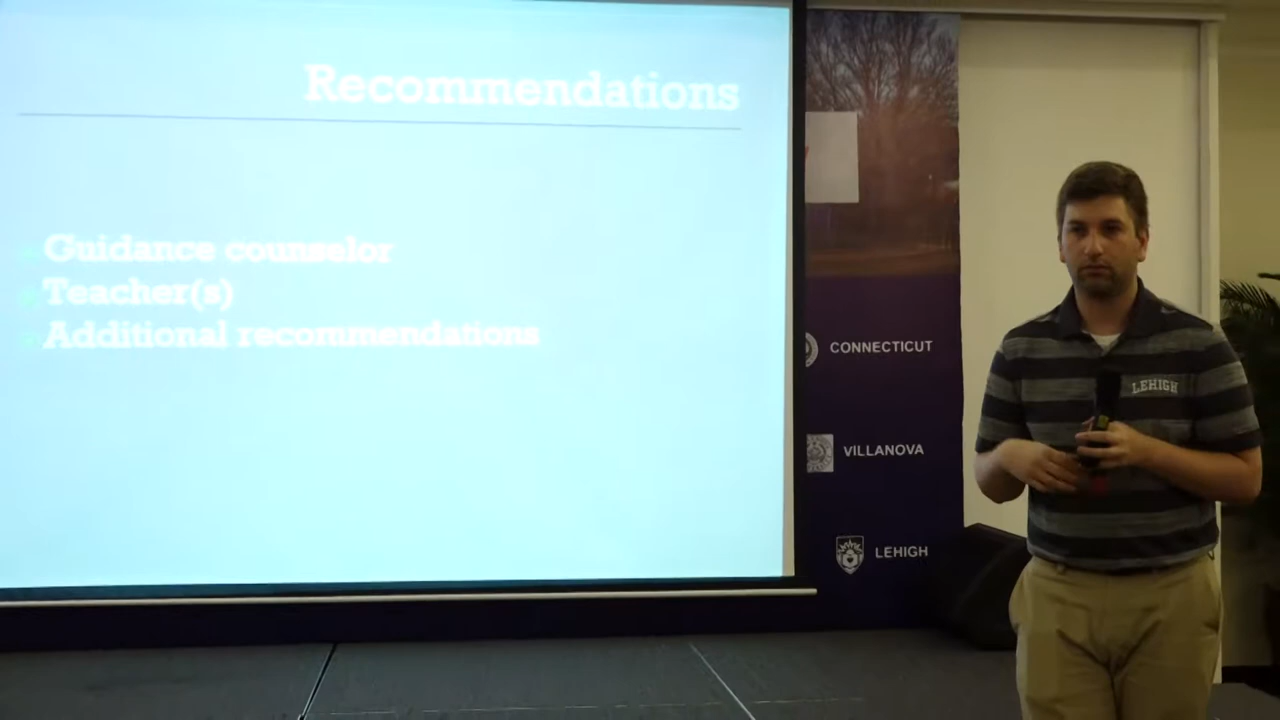 Recommendations
Guidance counselor
Teacher(s)
Additional recommendations
CONNECTICUT
VILLANOVA
LEHIGH
LEHIGH